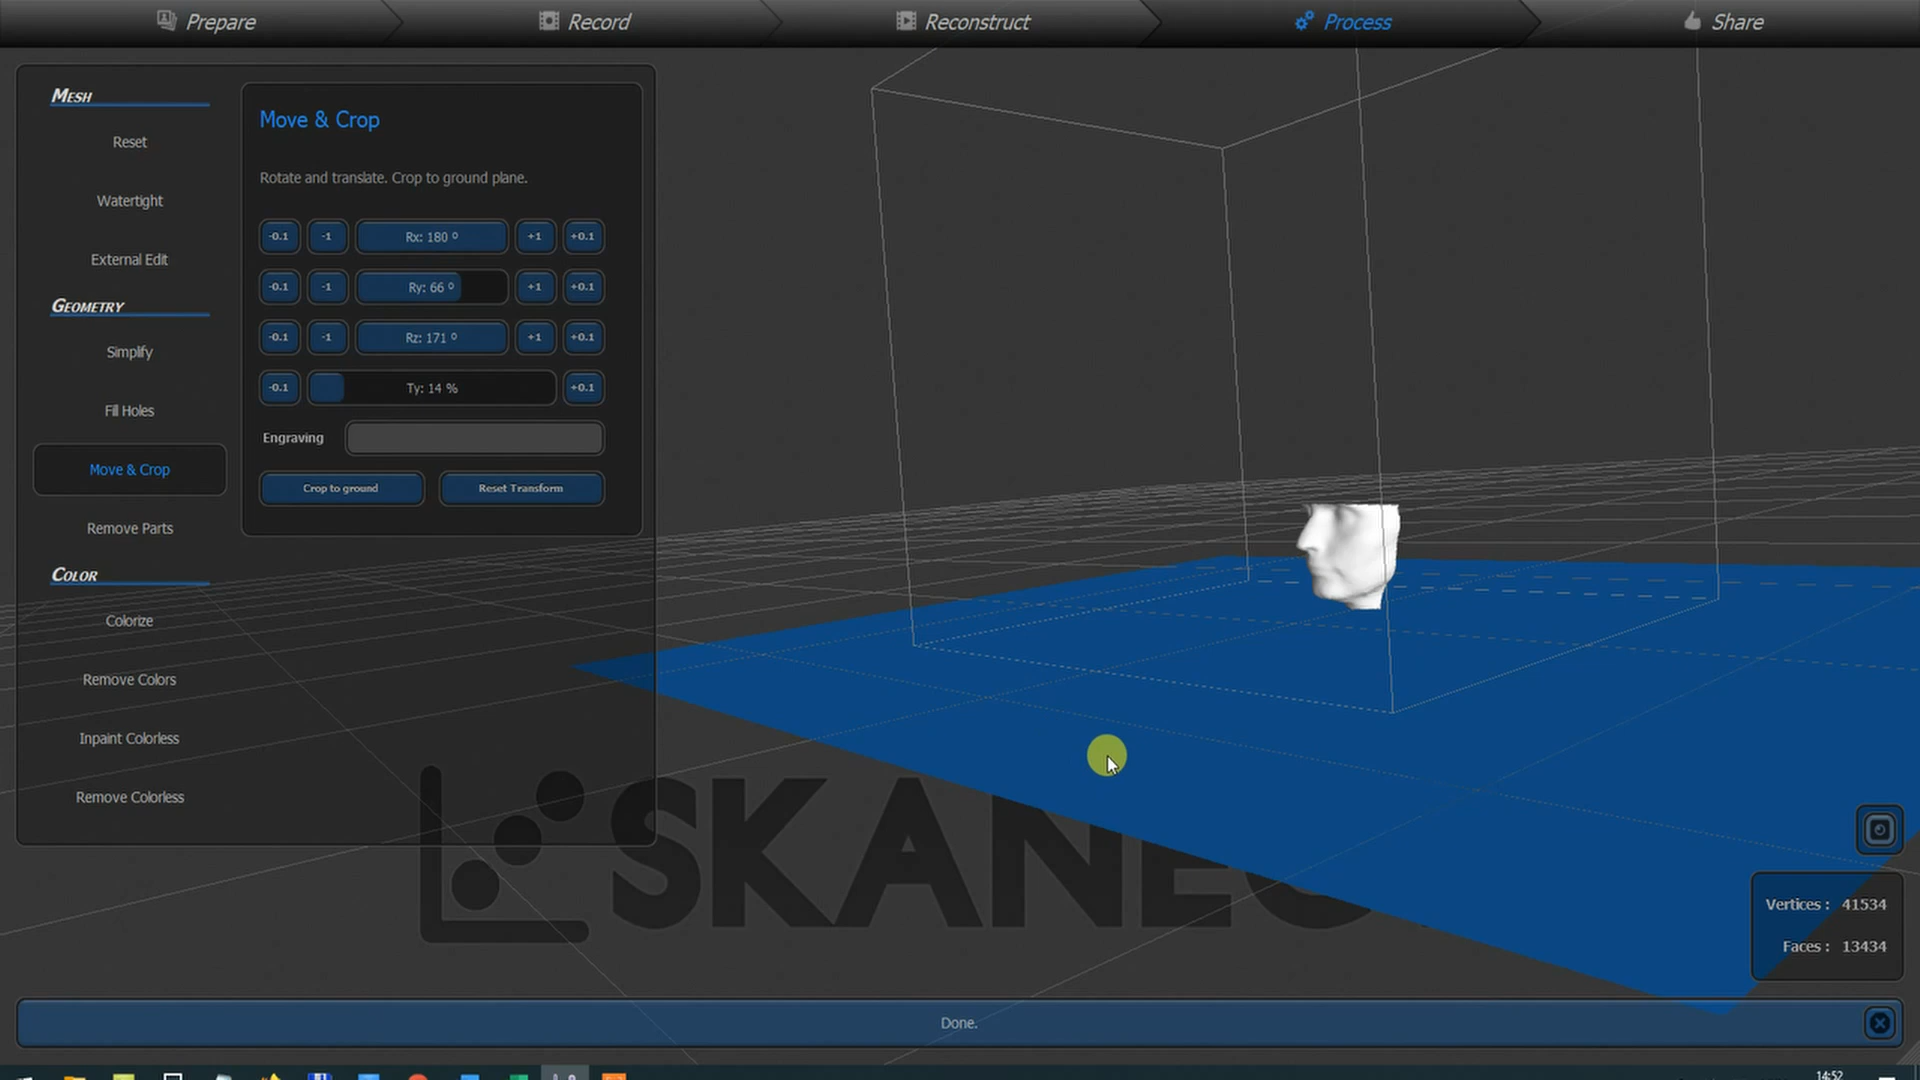 Prepare
Record
Reconstruct
Process
Share
MESH
Reset
Watertight
External Edit
GEOMETRY
Simplify
Fill Holes
Move & Crop
Remove Parts
COLOR
Colorize
Remove Colors
Inpaint Colorless
Remove Colorless
Move & Crop
Rotate and translate. Crop to ground plane.
-0.1 -1 Rx: 180 º +1 +0.1
-0.1 -1 Ry: 66 º +1 +0.1
-0.1 -1 Rz: 171 º +1 +0.1
-0.1 Ty: 14 % +0.1
Engraving
Crop to ground Reset Transform
Vertices : 41534
Faces : 13434
Done.
14:52